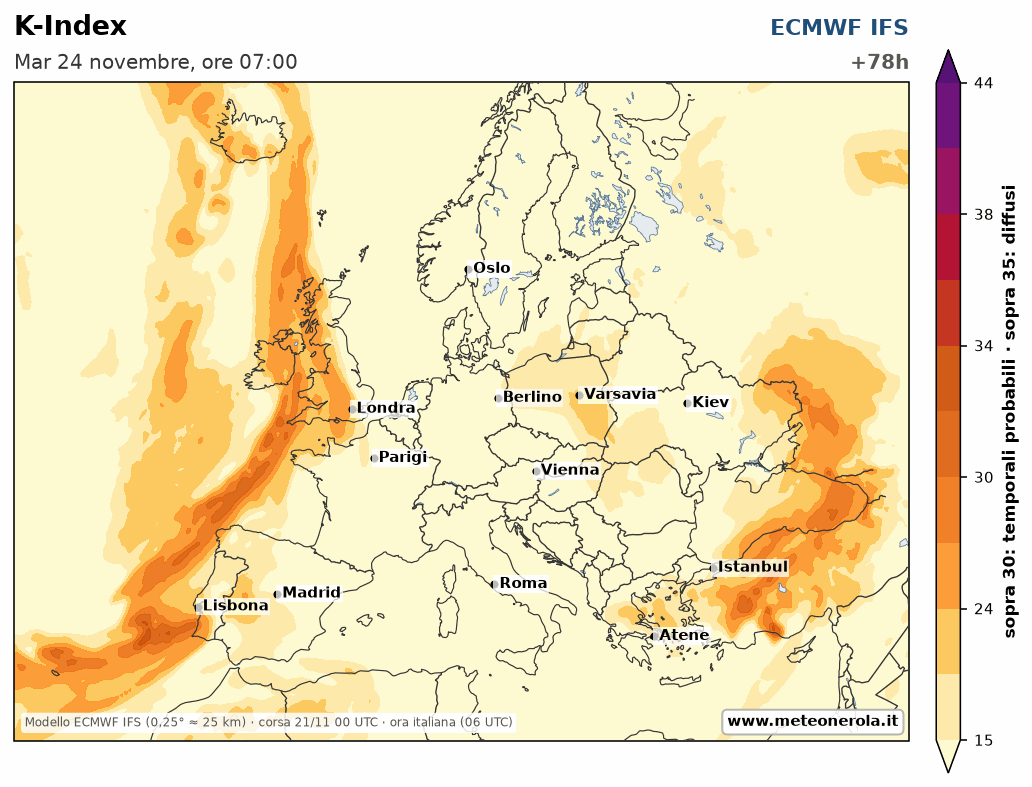 K-Index
ECMWF IFS
Mar 24 novembre, ore 07:00
+78h
44
38
34
30
24
15
sopra 30: temporali probabili · sopra 35: diffusi
Oslo
Londra
Berlino
Varsavia
Kiev
Parigi
Vienna
Istanbul
Roma
Madrid
Lisbona
Atene
Modello ECMWF IFS (0,25° ≈ 25 km) · corsa 21/11 00 UTC · ora italiana (06 UTC)
www.meteonerola.it